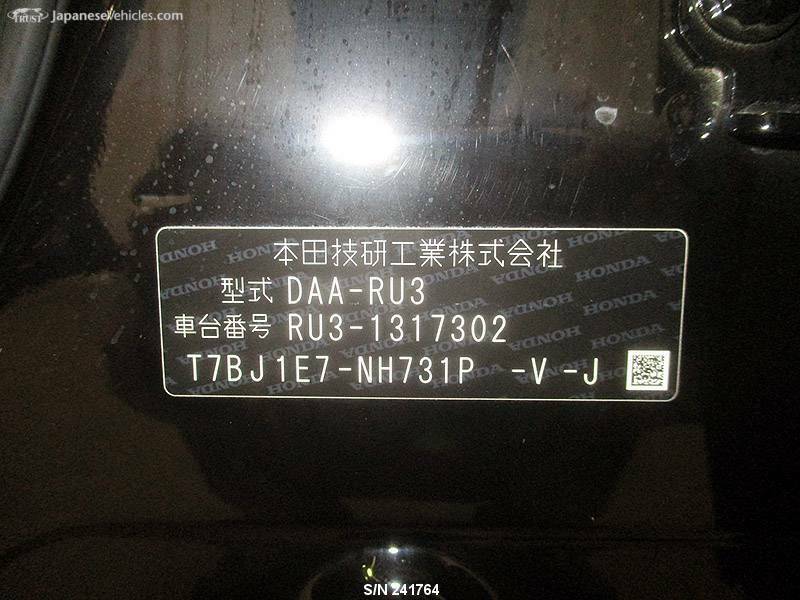 TRUST JapaneseVehicles.com
本田技研工業株式会社
型式 DAA-RU3
車台番号 RU3-1317302
T7BJ1E7-NH731P -V -J
S/N 241764